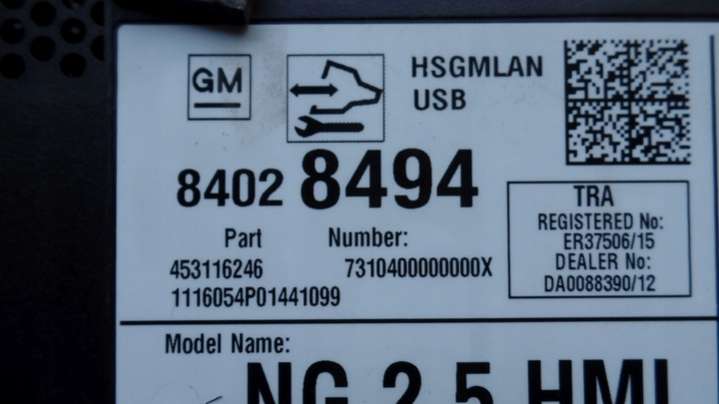 GM
HSGMLAN
USB
8402 8494
Part Number:
453116246 7310400000000X
1116054P01441099
TRA
REGISTERED No:
ER37506/15
DEALER No:
DA0088390/12
Model Name:
NG 2.5 HMI